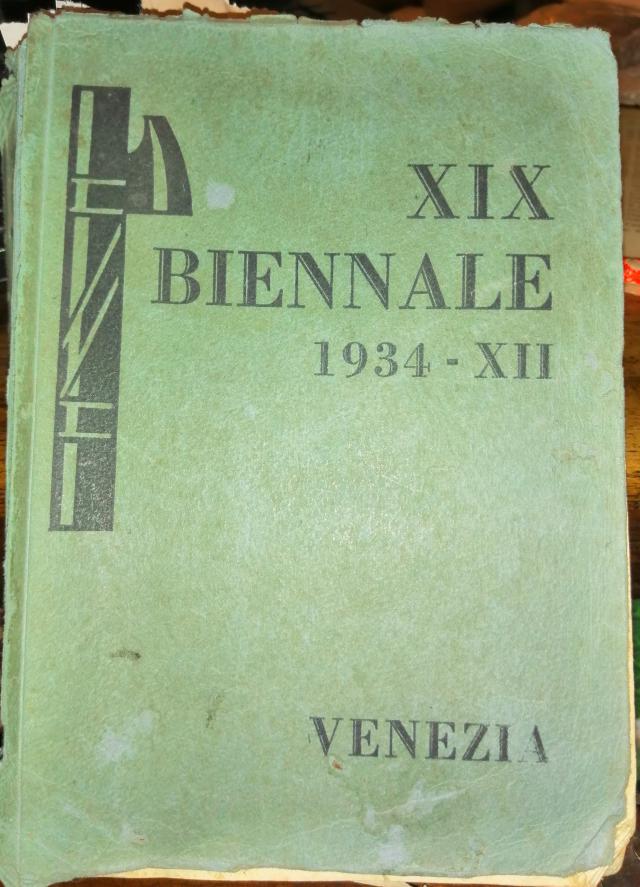 XIX
BIENNALE
1934 - XII
VENEZIA